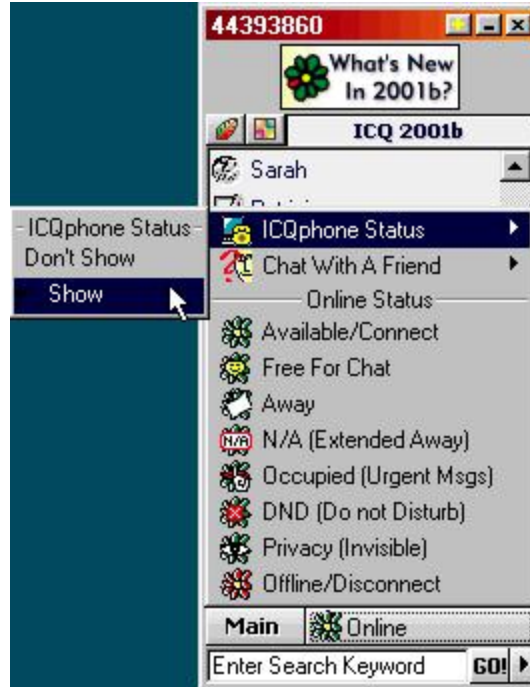 44393860
What's New
In 2001b?
ICQ 2001b
Sarah
ICQphone Status
Don't Show
Show
ICQphone Status
Chat With A Friend
Online Status
Available/Connect
Free For Chat
Away
N/A (Extended Away)
Occupied (Urgent Msgs)
DND (Do not Disturb)
Privacy (Invisible)
Offline/Disconnect
Main Online
Enter Search Keyword GO!